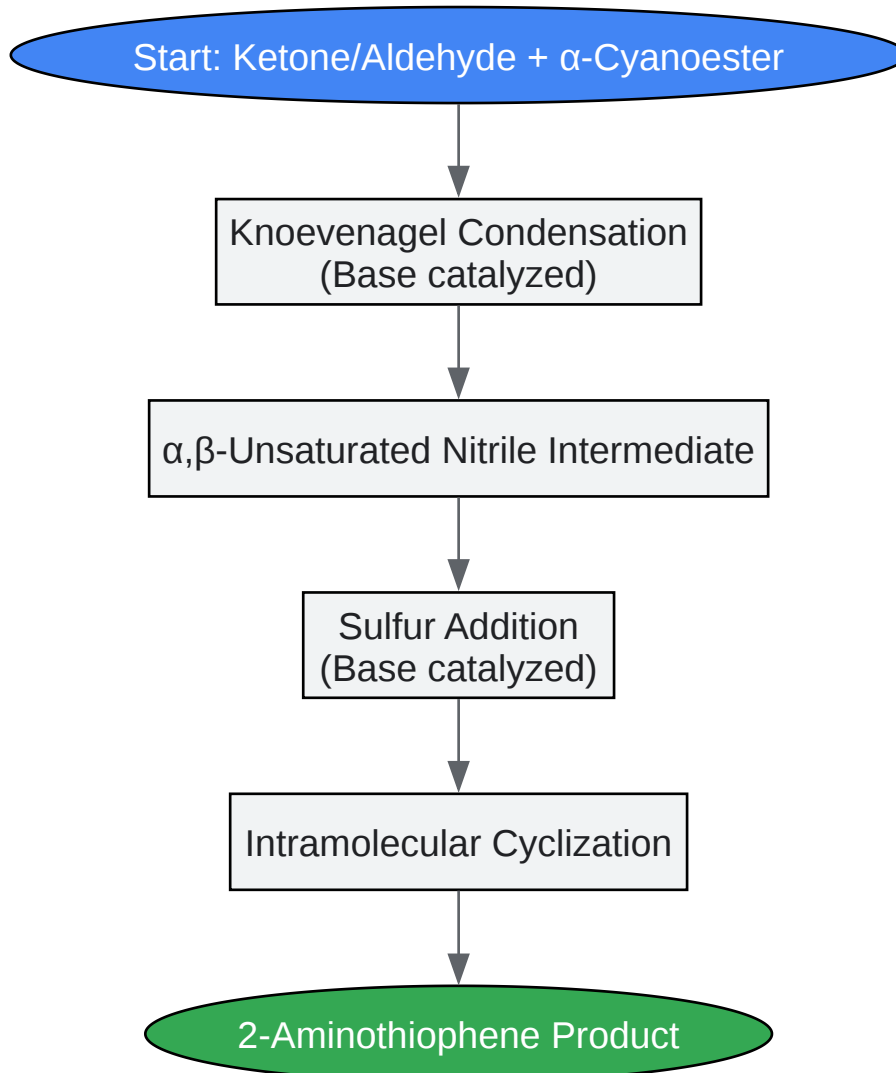 Start: Ketone/Aldehyde + α-Cyanoester
Knoevenagel Condensation
(Base catalyzed)
α,β-Unsaturated Nitrile Intermediate
Sulfur Addition
(Base catalyzed)
Intramolecular Cyclization
2-Aminothiophene Product